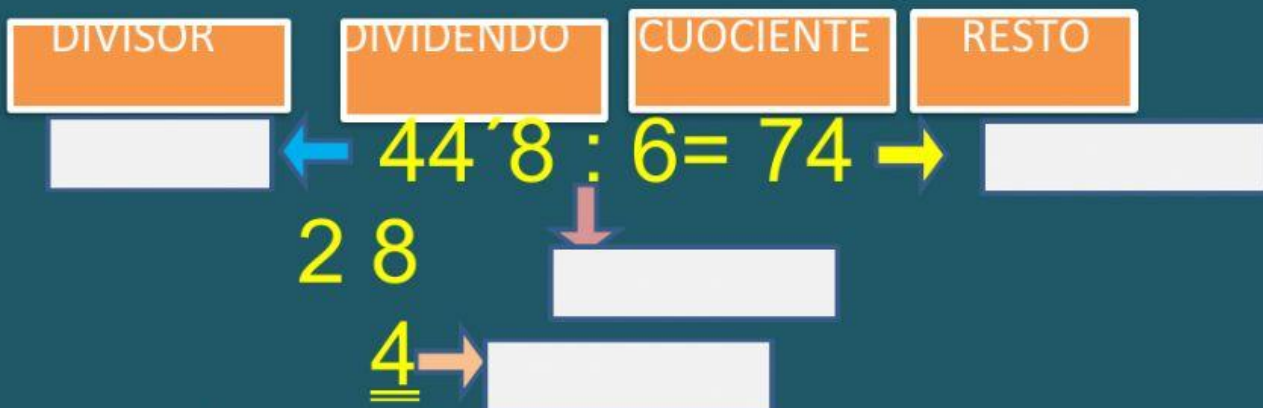 DIVISOR DIVIDENDO CUOCIENTE RESTO
44´8 : 6= 74
2 8
4